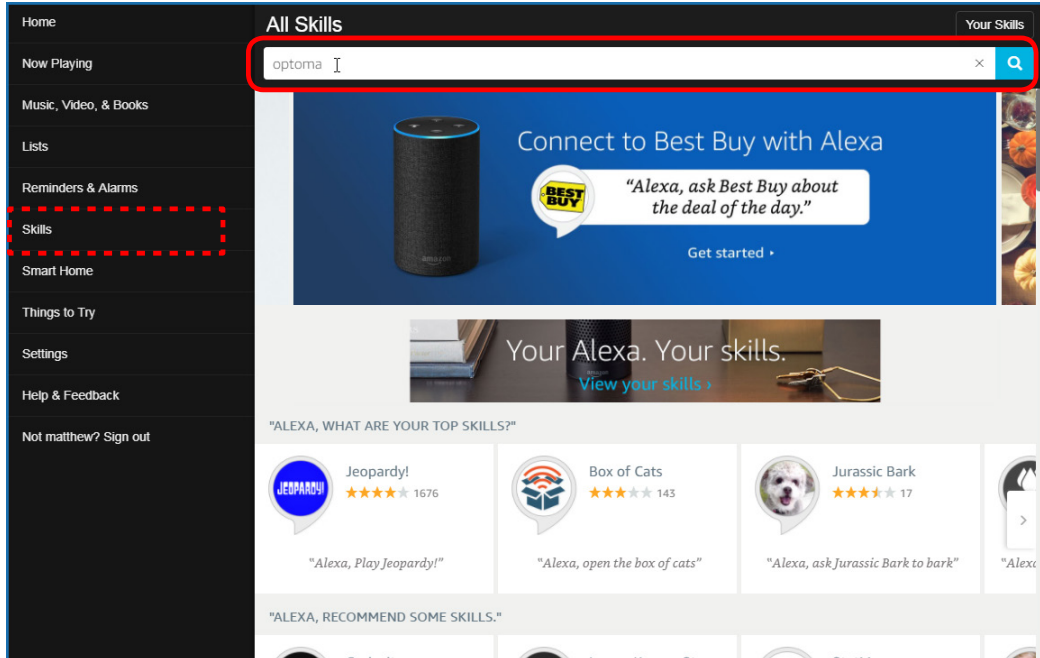 Home
Now Playing
Music, Video, & Books
Lists
Reminders & Alarms
Skills
Smart Home
Things to Try
Settings
Help & Feedback
Not matthew? Sign out
All Skills
Your Skills
optoma
Connect to Best Buy with Alexa
BEST
BUY
“Alexa, ask Best Buy about
the deal of the day.”
Get started
amazon
Your Alexa. Your skills.
amazon
View your skills ›
"ALEXA, WHAT ARE YOUR TOP SKILLS?"
JEOPARDY!
Jeopardy!
1676
“Alexa, Play Jeopardy!”
Box of Cats
143
“Alexa, open the box of cats”
Jurassic Bark
17
“Alexa, ask Jurassic Bark to bark”
"ALEXA, RECOMMEND SOME SKILLS."